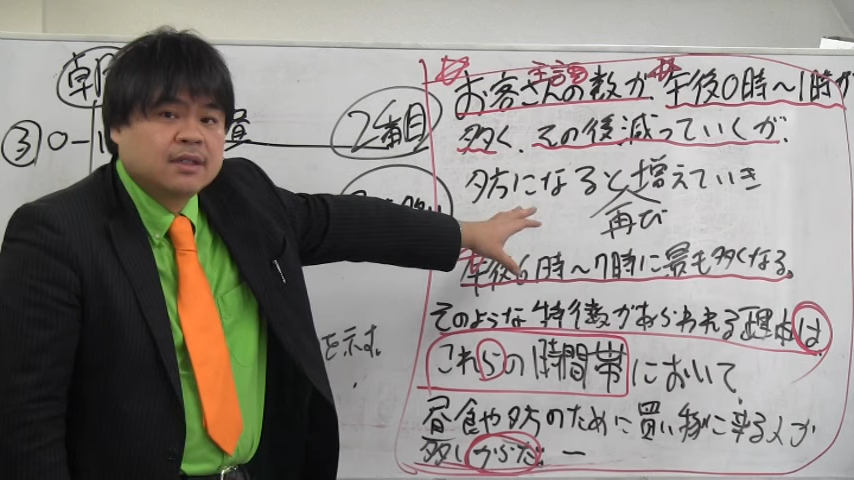 朝
③ 0-1 昼 2番目
を示す。
主語
お客さんの数が、午後0時〜1時が
多く、その後減っていくが、
夕方になると増えていき
再び
午後6時〜7時に最も多くなる。
そのような特徴があらわれる理由は、
これらの時間帯において、
昼食や夕方のために買い物に来る人が
多いからだ。